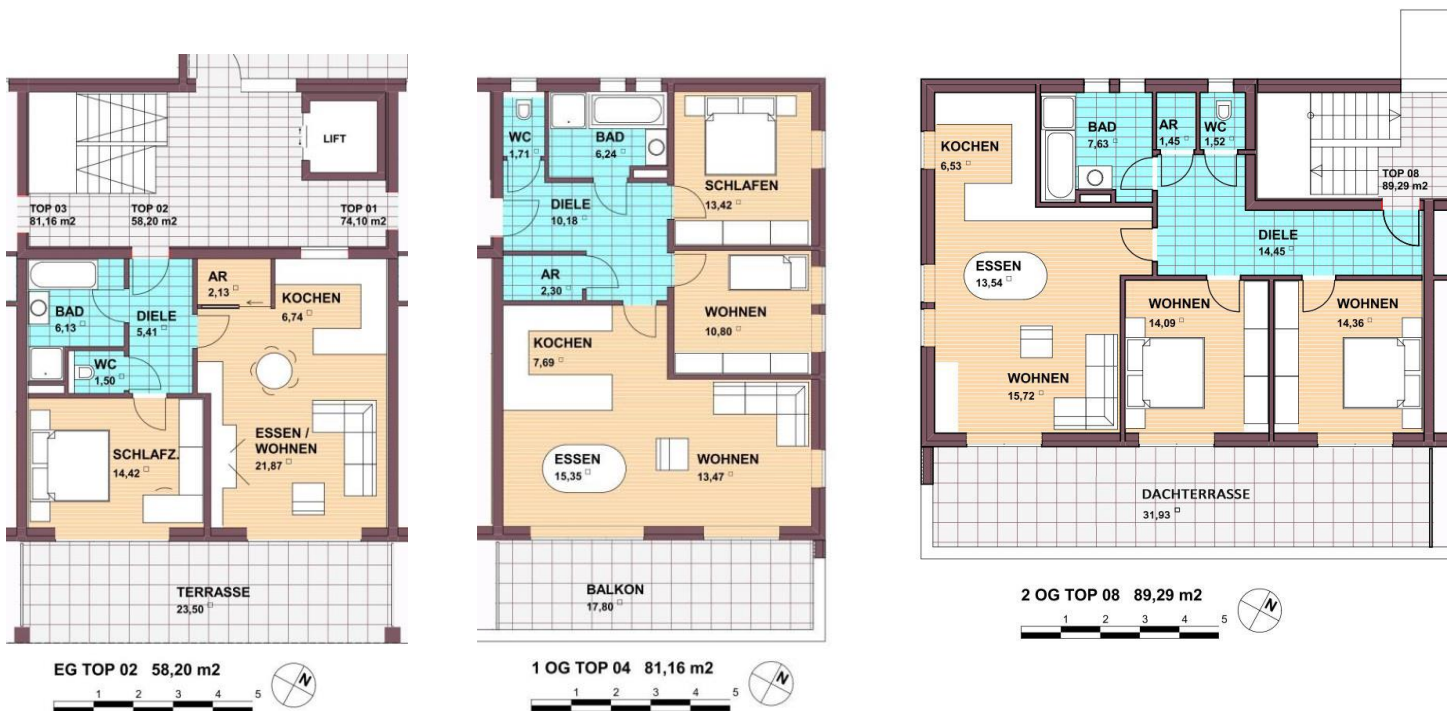 LIFT
TOP 03
81,16 m2
TOP 02
58,20 m2
TOP 01
74,10 m2
AR
2,13
KOCHEN
6,74
BAD
6,13
DIELE
5,41
WC
1,50
ESSEN /
WOHNEN
21,87
SCHLAFZ.
14,42
TERRASSE
23,50
EG TOP 02 58,20 m2
N
1 2 3 4 5
WC
1,71
BAD
6,24
SCHLAFEN
13,42
DIELE
10,18
AR
2,30
WOHNEN
10,80
KOCHEN
7,69
ESSEN
15,35
WOHNEN
13,47
BALKON
17,80
1 OG TOP 04 81,16 m2
N
1 2 3 4 5
KOCHEN
6,53
BAD
7,63
AR
1,45
WC
1,52
TOP 08
89,29 m2
DIELE
14,45
ESSEN
13,54
WOHNEN
14,09
WOHNEN
14,36
WOHNEN
15,72
DACHTERRASSE
31,93
2 OG TOP 08 89,29 m2
N
1 2 3 4 5